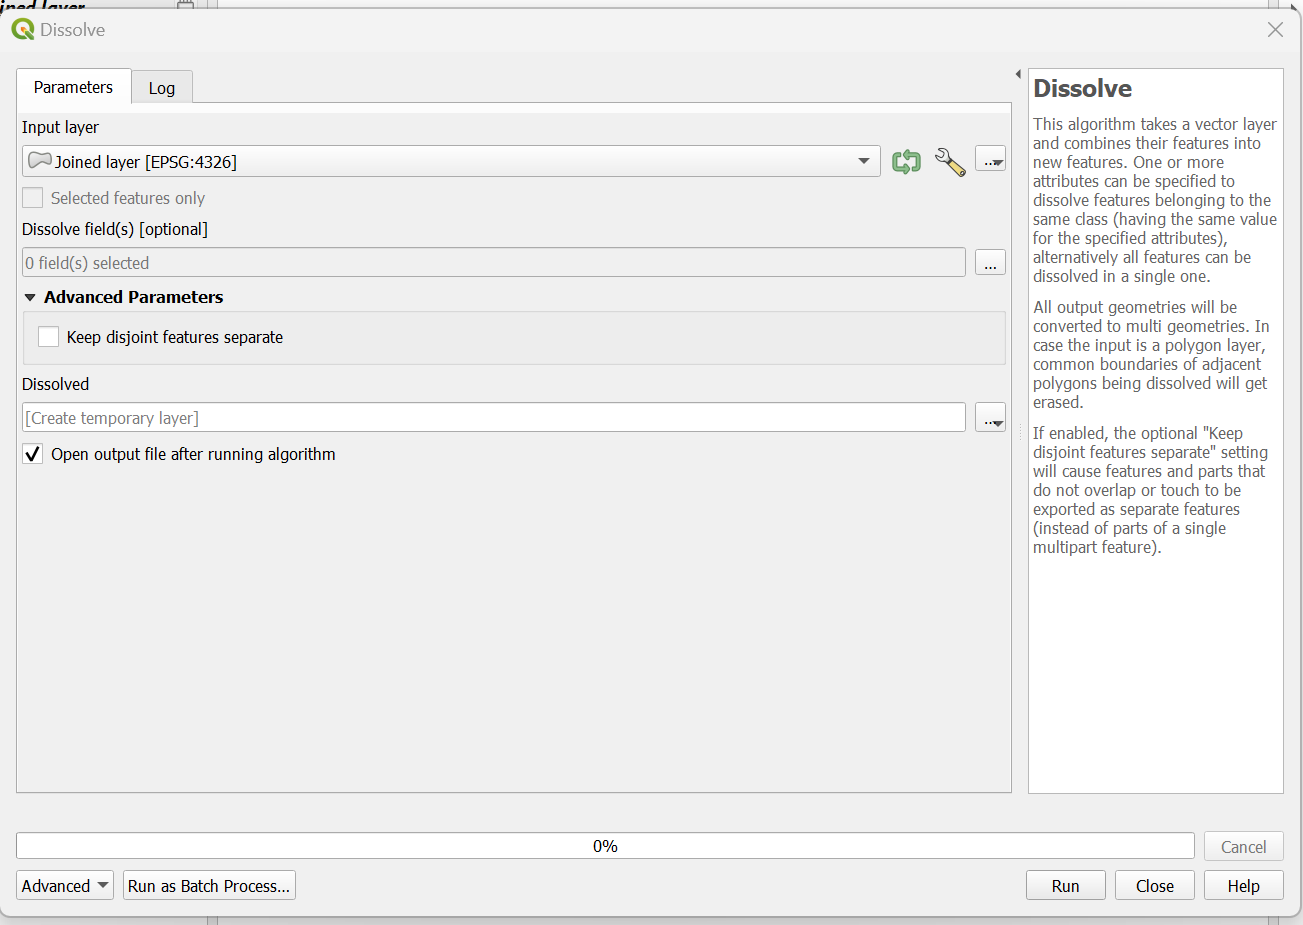 ined layer
Dissolve
Parameters
Log
Input layer
Joined layer [EPSG:4326]
...
Selected features only
Dissolve field(s) [optional]
0 field(s) selected
...
Advanced Parameters
Keep disjoint features separate
Dissolved
[Create temporary layer]
...
Open output file after running algorithm
Dissolve
This algorithm takes a vector layer
and combines their features into
new features. One or more
attributes can be specified to
dissolve features belonging to the
same class (having the same value
for the specified attributes),
alternatively all features can be
dissolved in a single one.
All output geometries will be
converted to multi geometries. In
case the input is a polygon layer,
common boundaries of adjacent
polygons being dissolved will get
erased.
If enabled, the optional "Keep
disjoint features separate" setting
will cause features and parts that
do not overlap or touch to be
exported as separate features
(instead of parts of a single
multipart feature).
0%
Cancel
Advanced
Run as Batch Process...
Run
Close
Help